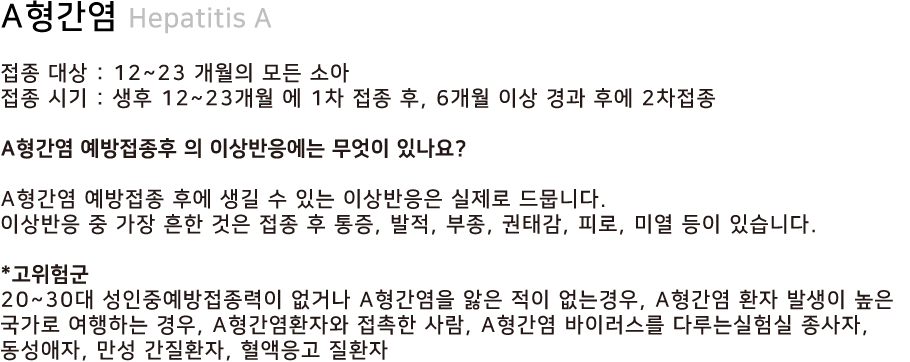 A형간염 Hepatitis A
접종 대상 : 12~23 개월의 모든 소아
접종 시기 : 생후 12~23개월 에 1차 접종 후, 6개월 이상 경과 후에 2차접종
A형간염 예방접종후 의 이상반응에는 무엇이 있나요?
A형간염 예방접종 후에 생길 수 있는 이상반응은 실제로 드뭅니다.
이상반응 중 가장 흔한 것은 접종 후 통증, 발적, 부종, 권태감, 피로, 미열 등이 있습니다.
*고위험군
20~30대 성인중예방접종력이 없거나 A형간염을 앓은 적이 없는경우, A형간염 환자 발생이 높은
국가로 여행하는 경우, A형간염환자와 접촉한 사람, A형간염 바이러스를 다루는실험실 종사자,
동성애자, 만성 간질환자, 혈액응고 질환자